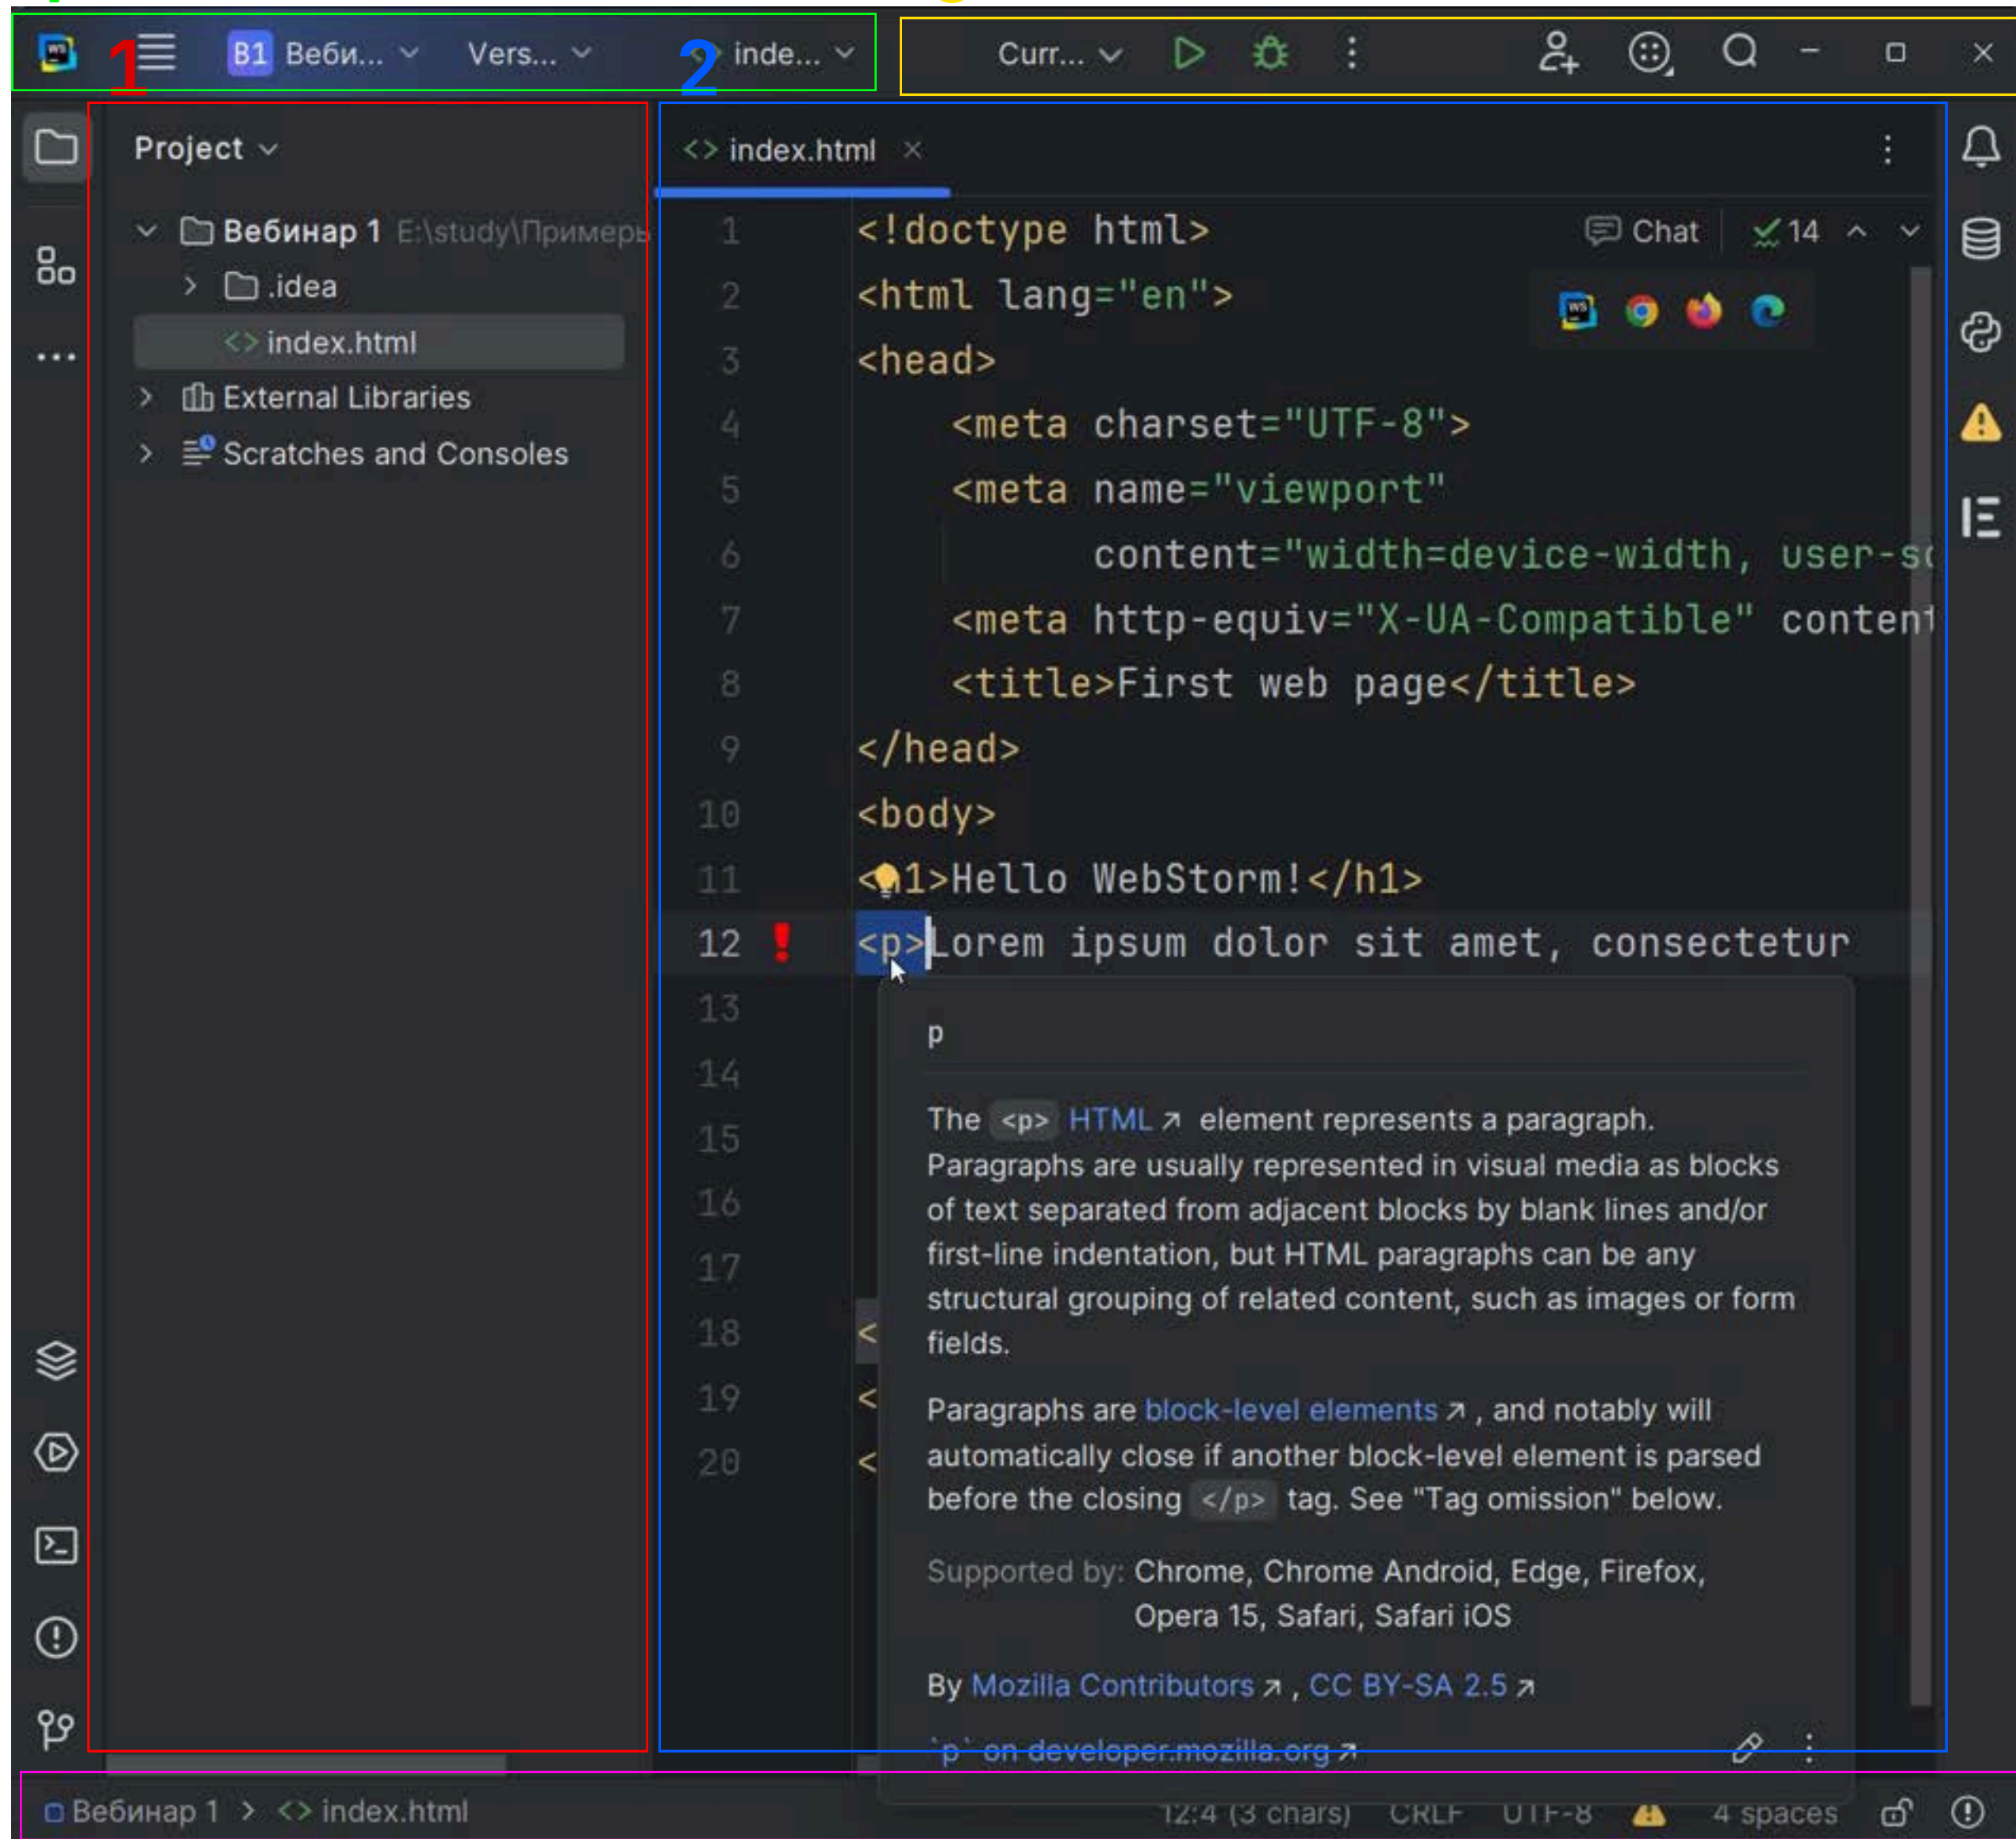 1
2
WS
B1 Веби...
Vers...
<> inde...
Curr...
Project
<> index.html
Вебинар 1 E:\study\Примеры
.idea
<> index.html
External Libraries
Scratches and Consoles
Chat
14
WS
1 <!doctype html>
2 <html lang="en">
3 <head>
4 <meta charset="UTF-8">
5 <meta name="viewport"
6 content="width=device-width, user-sc
7 <meta http-equiv="X-UA-Compatible" content
8 <title>First web page</title>
9 </head>
10 <body>
11 <h1>Hello WebStorm!</h1>
12 <p>Lorem ipsum dolor sit amet, consectetur
13
14
15
16
17
18 <
19 <
20 <
p
The <p> HTML ↗ element represents a paragraph.
Paragraphs are usually represented in visual media as blocks
of text separated from adjacent blocks by blank lines and/or
first-line indentation, but HTML paragraphs can be any
structural grouping of related content, such as images or form
fields.
Paragraphs are block-level elements ↗ , and notably will
automatically close if another block-level element is parsed
before the closing </p> tag. See "Tag omission" below.
Supported by: Chrome, Chrome Android, Edge, Firefox,
Opera 15, Safari, Safari iOS
By Mozilla Contributors ↗ , CC BY-SA 2.5 ↗
`p` on developer.mozilla.org ↗
Вебинар 1 > <> index.html
12:4 (3 chars) CRLF UTF-8 4 spaces